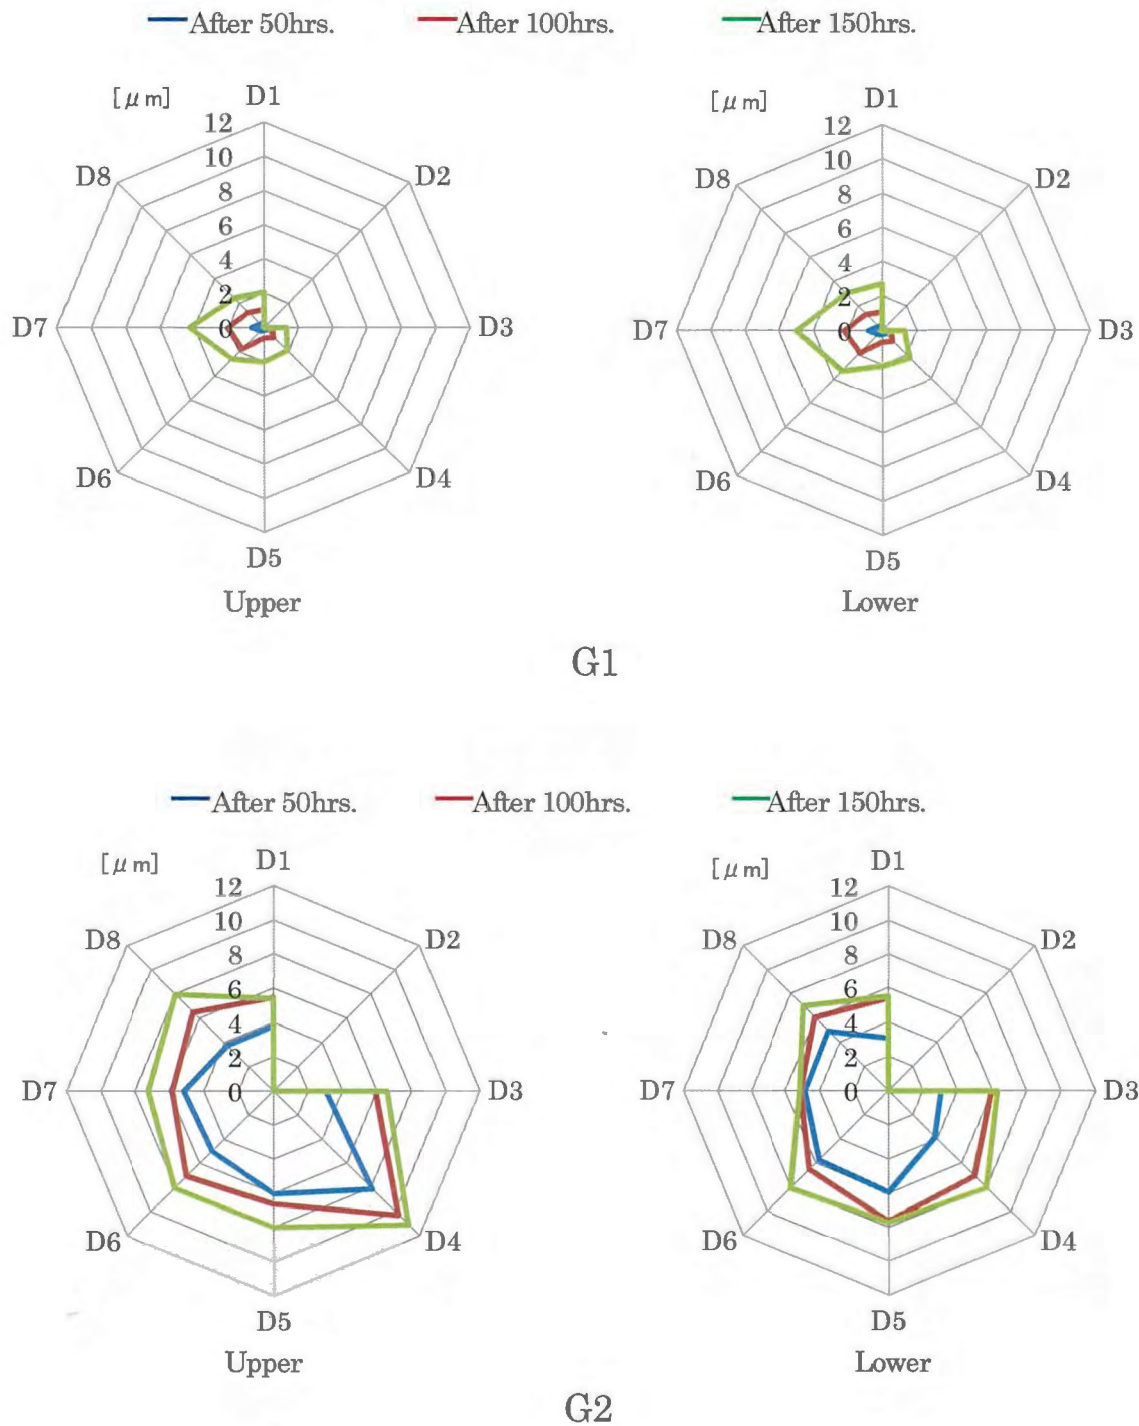 After 50hrs. After 100hrs. After 150hrs.
[μm] D1 [μm] D1
12 12
10 10
D8 8 D2 D8 8 D2
6 6
4 4
2 2
D7 0 D3 D7 0 D3
D6 D4 D6 D4
D5 D5
Upper Lower
G1
After 50hrs. After 100hrs. After 150hrs.
[μm] D1 [μm] D1
12 12
10 10
D8 8 D2 D8 8 D2
6 6
4 4
2 2
D7 0 D3 D7 0 D3
D6 D4 D6 D4
D5 D5
Upper Lower
G2